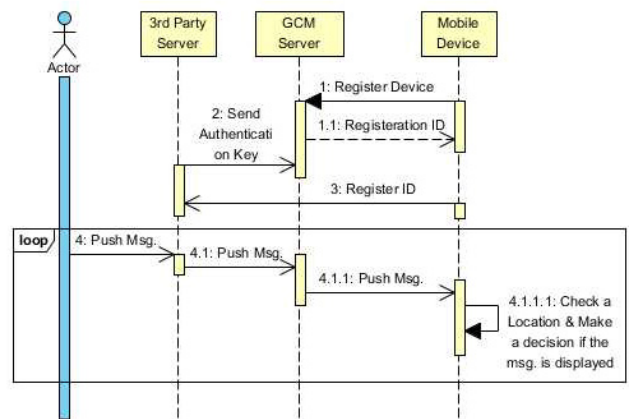 3rd Party
Server
GCM
Server
Mobile
Device
Actor
1: Register Device
2: Send
Authenticati
on Key
1.1: Registeration ID
3: Register ID
loop
4: Push Msg.
4.1: Push Msg.
4.1.1: Push Msg.
4.1.1.1: Check a
Location & Make
a decision if the
msg. is displayed